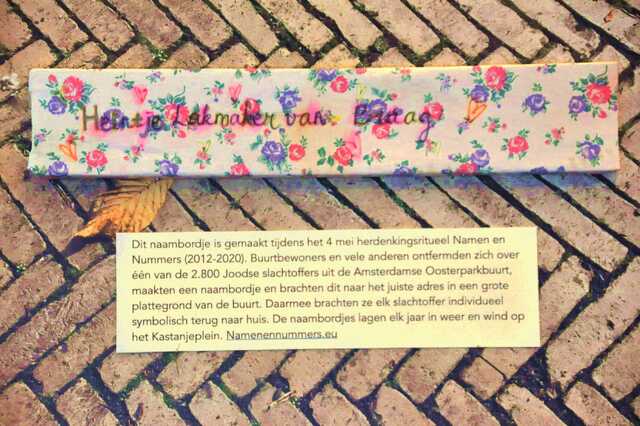 Heintje Lakmaker van Praag
Dit naambordje is gemaakt tijdens het 4 mei herdenkingsritueel Namen en
Nummers (2012-2020). Buurtbewoners en vele anderen ontfermden zich over
één van de 2.800 Joodse slachtoffers uit de Amsterdamse Oosterparkbuurt,
maakten een naambordje en brachten dit naar het juiste adres in een grote
plattegrond van de buurt. Daarmee brachten ze elk slachtoffer individueel
symbolisch terug naar huis. De naambordjes lagen elk jaar in weer en wind op
het Kastanjeplein. Namenennummers.eu